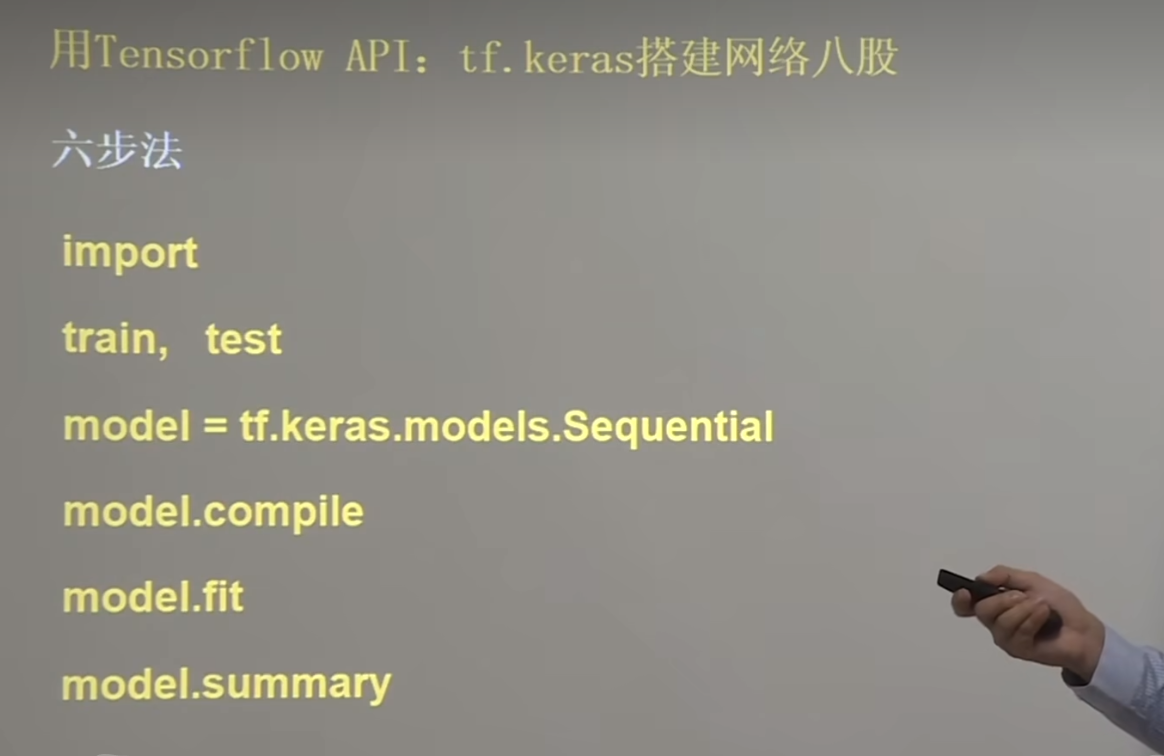 用Tensorflow API：tf.keras搭建网络八股
六步法
import
train, test
model = tf.keras.models.Sequential
model.compile
model.fit
model.summary